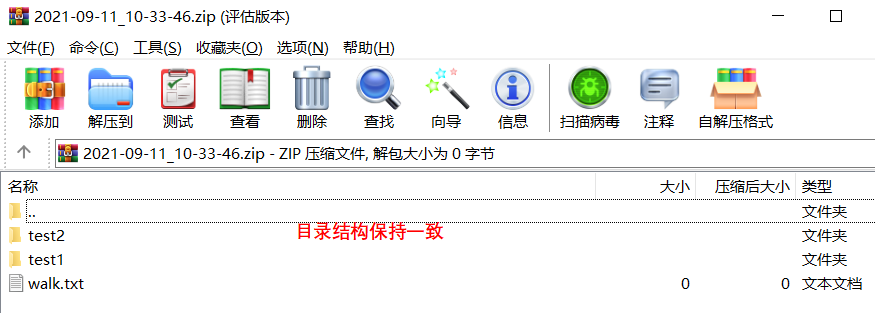 2021-09-11_10-33-46.zip (评估版本)
文件(F) 命令(C) 工具(S) 收藏夹(O) 选项(N) 帮助(H)
添加 解压到 测试 查看 删除 查找 向导 信息 扫描病毒 注释 自解压格式
2021-09-11_10-33-46.zip - ZIP 压缩文件, 解包大小为 0 字节
名称 大小 压缩后大小 类型
.. 文件夹
目录结构保持一致
test2 文件夹
test1 文件夹
walk.txt 0 0 文本文档